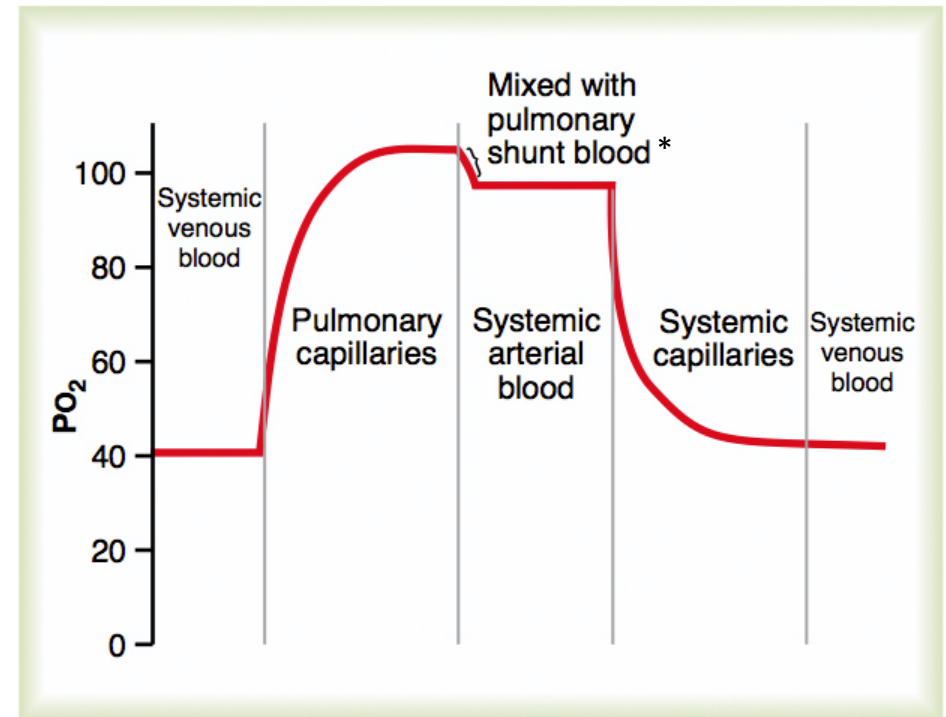 Mixed with
pulmonary
shunt blood *
100
Systemic
venous
blood
80
Pulmonary
capillaries
Systemic
arterial
blood
Systemic
capillaries
Systemic
venous
blood
60
PO₂
40
20
0